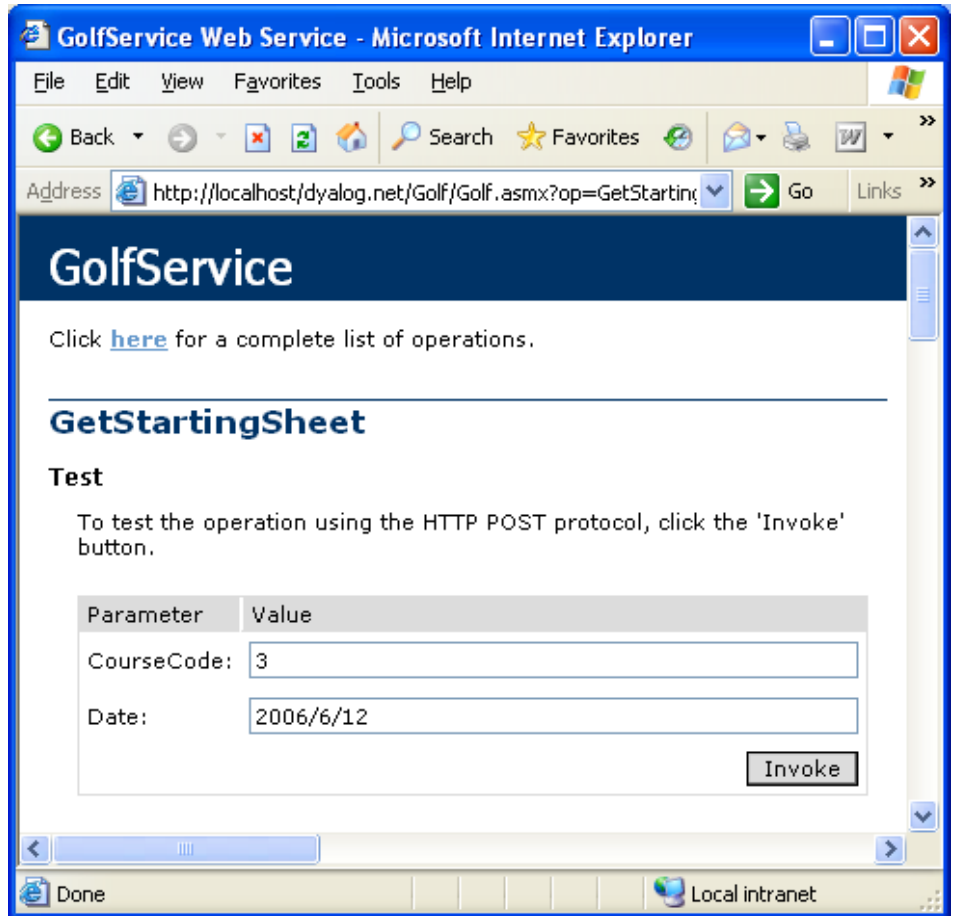 GolfService Web Service - Microsoft Internet Explorer
File Edit View Favorites Tools Help
Back Search Favorites W »
Address http://localhost/dyalog.net/Golf/Golf.asmx?op=GetStarting Go Links »
GolfService
Click here for a complete list of operations.
GetStartingSheet
Test
To test the operation using the HTTP POST protocol, click the 'Invoke'
button.
Parameter Value
CourseCode: 3
Date: 2006/6/12
Invoke
Done Local intranet